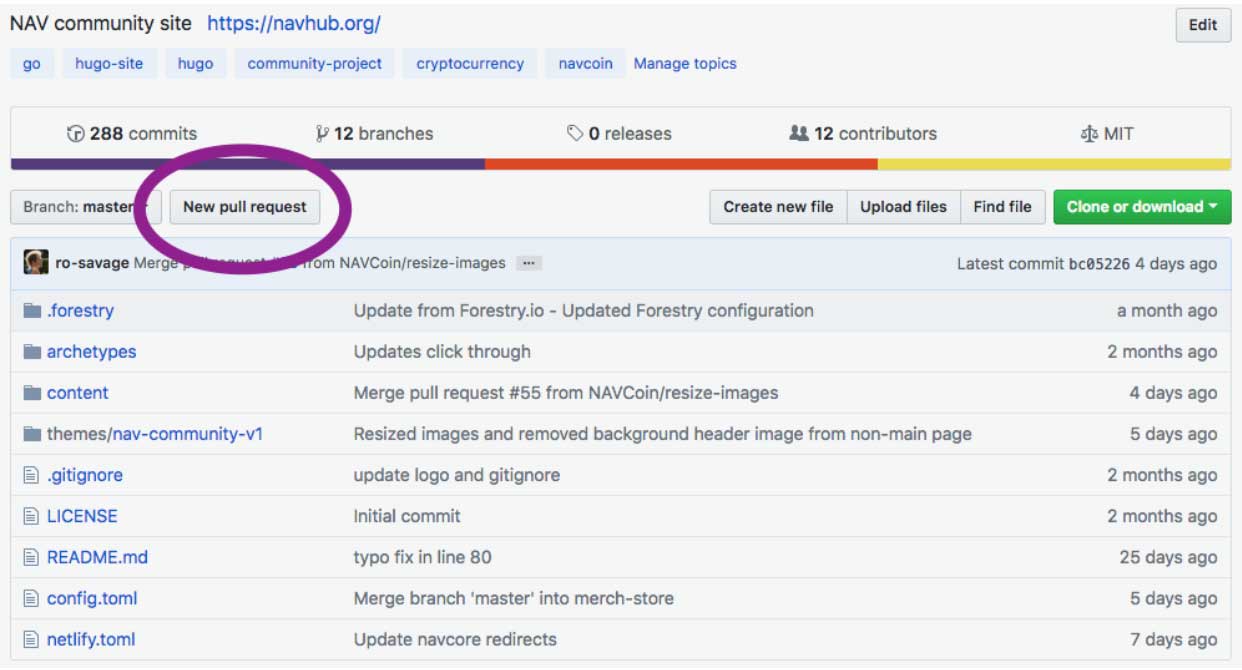 NAV community site https://navhub.org/ Edit
go hugo-site hugo community-project cryptocurrency navcoin Manage topics
288 commits 12 branches 0 releases 12 contributors MIT
Branch: master New pull request Create new file Upload files Find file Clone or download
ro-savage Merge from NAVCoin/resize-images ... Latest commit bc05226 4 days ago
.forestry Update from Forestry.io - Updated Forestry configuration a month ago
archetypes Updates click through 2 months ago
content Merge pull request #55 from NAVCoin/resize-images 4 days ago
themes/nav-community-v1 Resized images and removed background header image from non-main page 5 days ago
.gitignore update logo and gitignore 2 months ago
LICENSE Initial commit 2 months ago
README.md typo fix in line 80 25 days ago
config.toml Merge branch 'master' into merch-store 5 days ago
netlify.toml Update navcore redirects 7 days ago